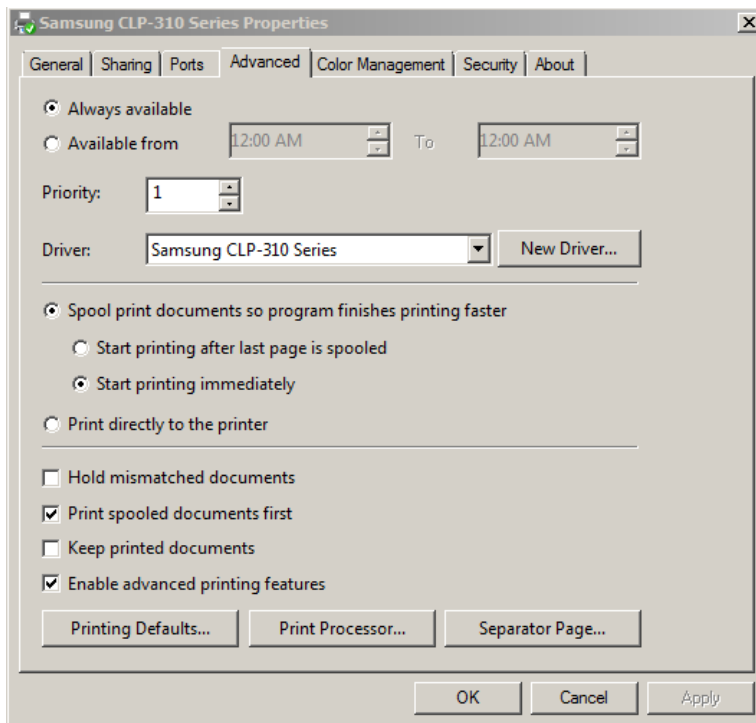 Samsung CLP-310 Series Properties
General Sharing Ports Advanced Color Management Security About
Always available
Available from 12:00 AM To 12:00 AM
Priority: 1
Driver: Samsung CLP-310 Series New Driver...
Spool print documents so program finishes printing faster
Start printing after last page is spooled
Start printing immediately
Print directly to the printer
Hold mismatched documents
Print spooled documents first
Keep printed documents
Enable advanced printing features
Printing Defaults... Print Processor... Separator Page...
OK Cancel Apply